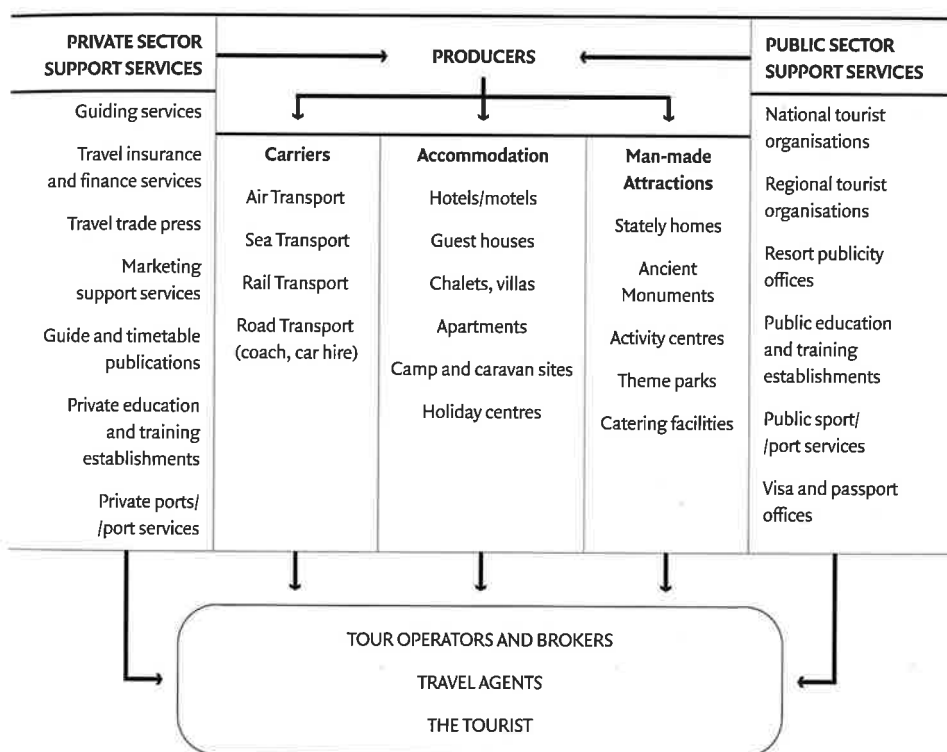 PRIVATE SECTOR
SUPPORT SERVICES
Guiding services
Travel insurance
and finance services
Travel trade press
Marketing
support services
Guide and timetable
publications
Private education
and training
establishments
Private ports/
/port services
PRODUCERS
Carriers
Air Transport
Sea Transport
Rail Transport
Road Transport
(coach, car hire)
Accommodation
Hotels/motels
Guest houses
Chalets, villas
Apartments
Camp and caravan sites
Holiday centres
Man-made
Attractions
Stately homes
Ancient
Monuments
Activity centres
Theme parks
Catering facilities
PUBLIC SECTOR
SUPPORT SERVICES
National tourist
organisations
Regional tourist
organisations
Resort publicity
offices
Public education
and training
establishments
Public sport/
/port services
Visa and passport
offices
TOUR OPERATORS AND BROKERS
TRAVEL AGENTS
THE TOURIST